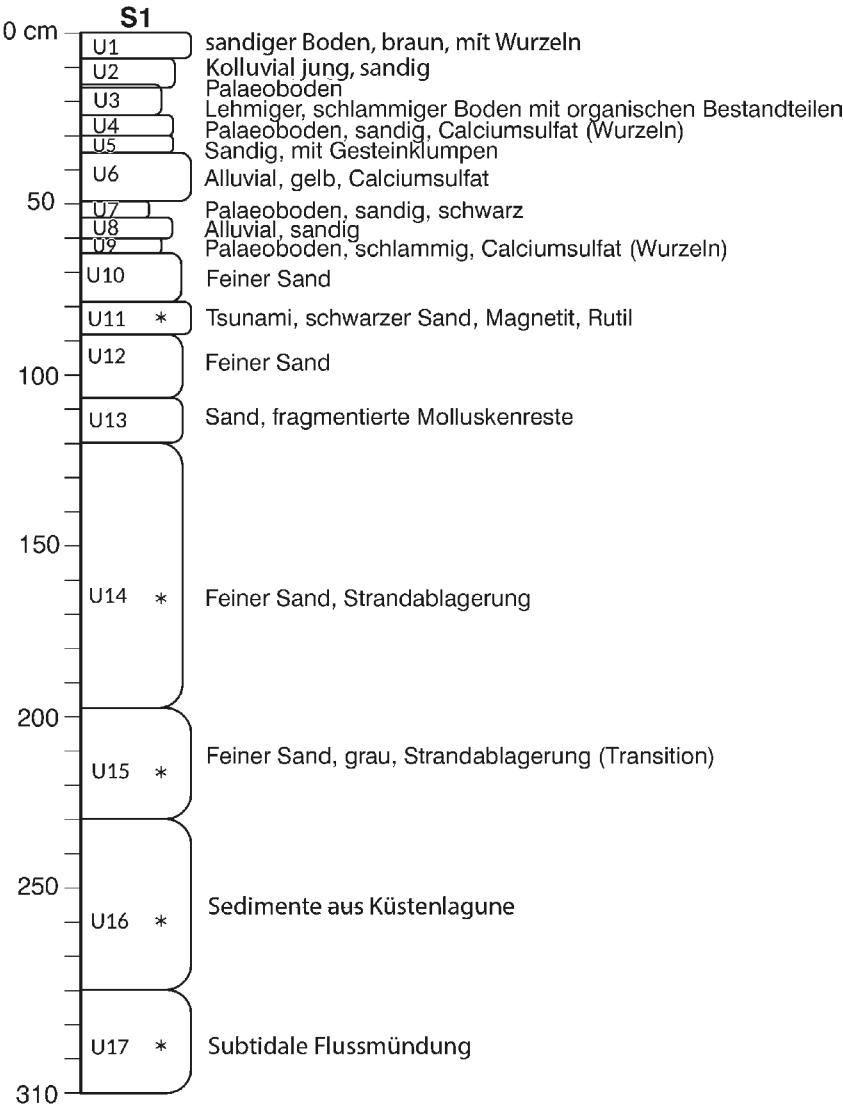 S1
0 cm
U1 sandiger Boden, braun, mit Wurzeln
U2 Kolluvial jung, sandig
Palaeoboden
U3
Lehmiger, schlammiger Boden mit organischen Bestandteilen
U4 Palaeoboden, sandig, Calciumsulfat (Wurzeln)
U5 Sandig, mit Gesteinklumpen
U6 Alluvial, gelb, Calciumsulfat
50
U7 Palaeoboden, sandig, schwarz
U8 Alluvial, sandig
U9 Palaeoboden, schlammig, Calciumsulfat (Wurzeln)
U10 Feiner Sand
U11 * Tsunami, schwarzer Sand, Magnetit, Rutil
U12 Feiner Sand
100
U13 Sand, fragmentierte Molluskenreste
150
U14 * Feiner Sand, Strandablagerung
200
U15 * Feiner Sand, grau, Strandablagerung (Transition)
250
U16 * Sedimente aus Küstenlagune
U17 * Subtidale Flussmündung
310